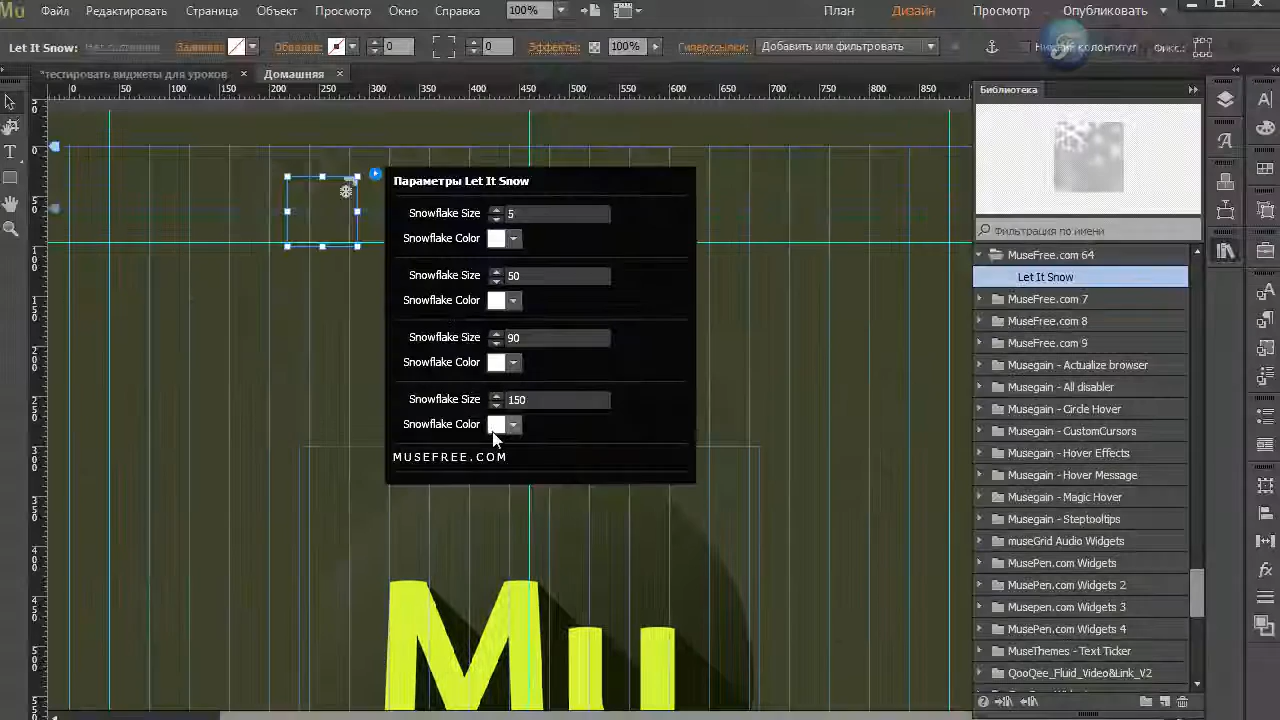 Mu Файл Редактировать Страница Объект Просмотр Окно Справка 100% План Дизайн Просмотр Опубликовать
Let It Snow: Нет состояний Заливка: Обводка: 0 0 Эффекты: 100% Гиперссылки: Добавить или фильтровать Нижний колонтитул Фикс.:
*тестировать виджеты для уроков × Домашняя ×
0 50 100 150 200 250 300 350 400 450 500 550 600 650 700 750 800 850
Библиотека
Параметры Let It Snow
Snowflake Size 5
Snowflake Color
Snowflake Size 50
Snowflake Color
Snowflake Size 90
Snowflake Color
Snowflake Size 150
Snowflake Color
MUSEFREE.COM
Mu
Фильтрация по имени
MuseFree.com 64
Let It Snow
MuseFree.com 7
MuseFree.com 8
MuseFree.com 9
Musegain - Actualize browser
Musegain - All disabler
Musegain - Circle Hover
Musegain - CustomCursors
Musegain - Hover Effects
Musegain - Hover Message
Musegain - Magic Hover
Musegain - Steptooltips
museGrid Audio Widgets
MusePen.com Widgets
MusePen.com Widgets 2
Musepen.com Widgets 3
MusePen.com Widgets 4
MuseThemes - Text Ticker
QooQee_Fluid_Video&Link_V2